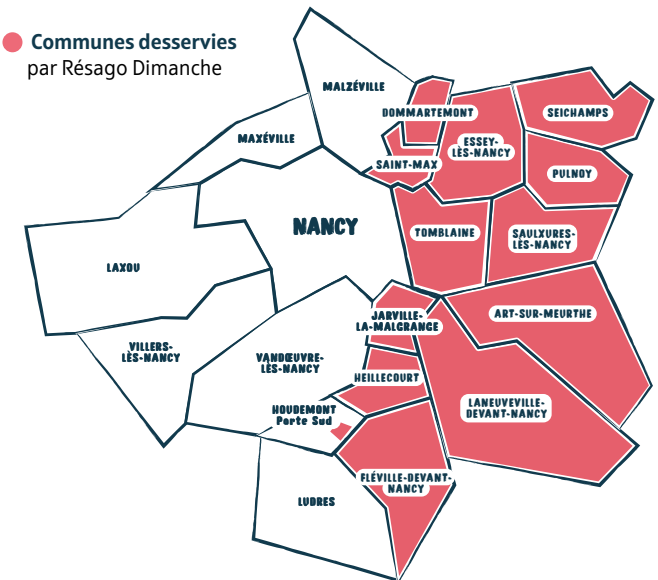 Communes desservies
par Résago Dimanche
MALZÉVILLE
DOMMARTEMONT
SEICHAMPS
MAXÉVILLE
ESSEY-
LÈS-NANCY
SAINT-MAX
PULNOY
NANCY
TOMBLAINE
SAULXURES-
LÈS-NANCY
LAXOU
ART-SUR-MEURTHE
JARVILLE-
LA-MALGRANGE
VILLERS-
LÈS-NANCY
VANDŒUVRE-
LÈS-NANCY
HEILLECOURT
LANEUVEVILLE-
DEVANT-NANCY
HOUDEMONT
Porte Sud
FLÉVILLE-DEVANT-
NANCY
LUDRES